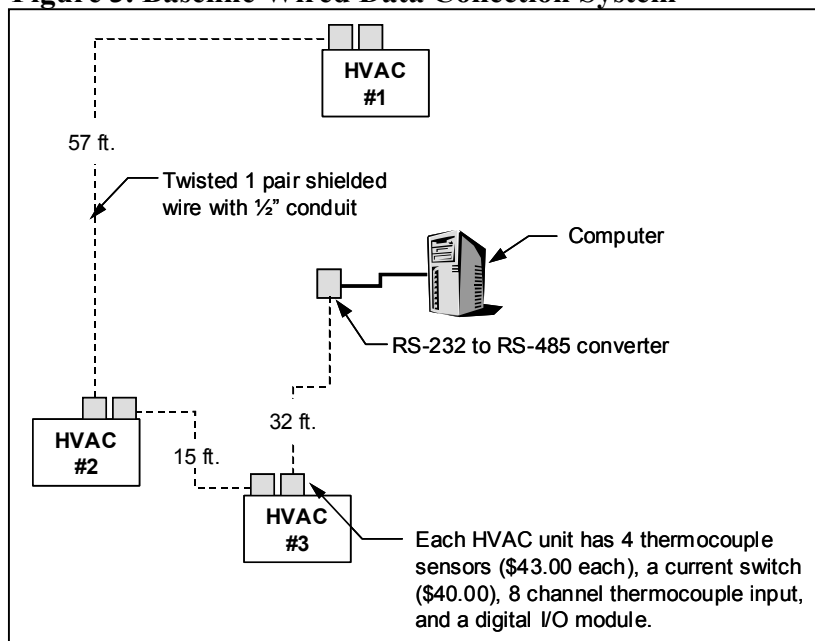 Figure 3. Baseline Wired Data Collection System
HVAC
#1
57 ft.
Twisted 1 pair shielded
wire with ½” conduit
Computer
RS-232 to RS-485 converter
32 ft.
HVAC
#2
15 ft.
HVAC
#3
Each HVAC unit has 4 thermocouple
sensors ($43.00 each), a current switch
($40.00), 8 channel thermocouple input,
and a digital I/O module.